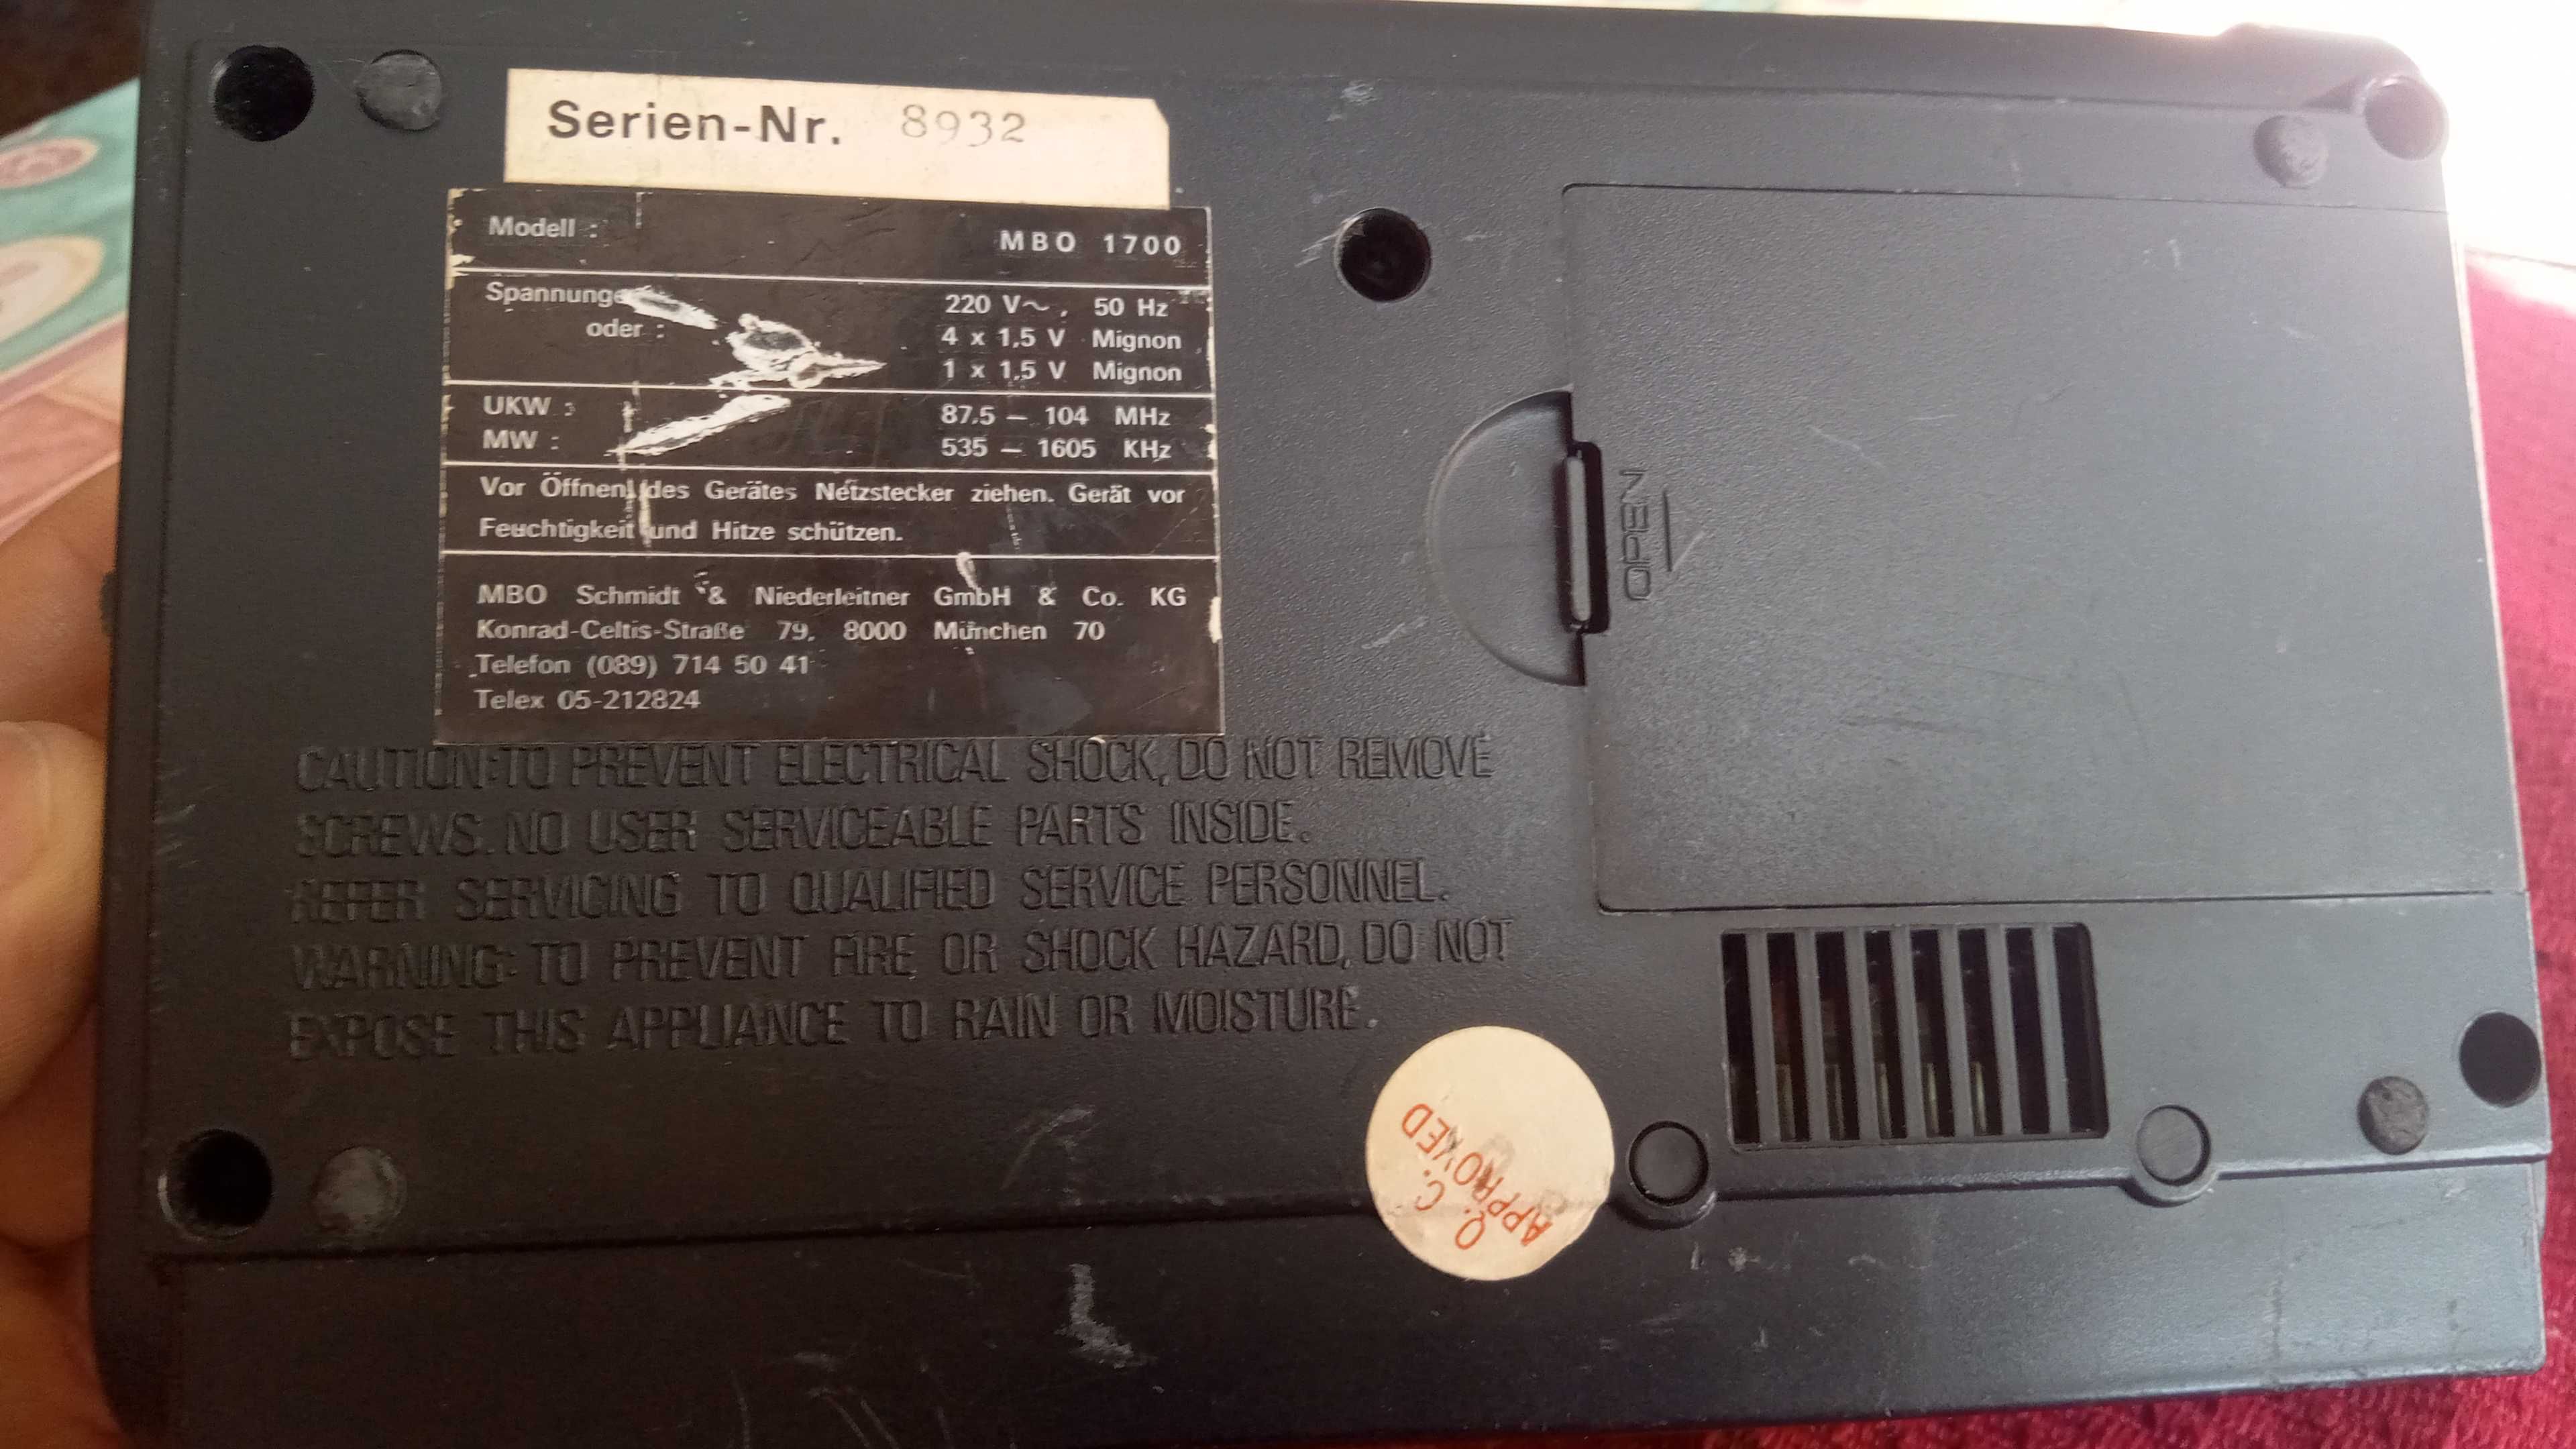 Serien-Nr. 8932
Modell : MBO 1700
Spannung 220 V~, 50 Hz
oder : 4 x 1,5 V Mignon
1 x 1,5 V Mignon
UKW : 87,5 – 104 MHz
MW : 535 – 1605 KHz
Vor Öffnen des Gerätes Netzstecker ziehen. Gerät vor
Feuchtigkeit und Hitze schützen.
MBO Schmidt & Niederleitner GmbH & Co. KG
Konrad-Celtis-Straße 79, 8000 München 70
Telefon (089) 714 50 41
Telex 05-212824
OPEN
CAUTION:TO PREVENT ELECTRICAL SHOCK, DO NOT REMOVE
SCREWS. NO USER SERVICEABLE PARTS INSIDE.
REFER SERVICING TO QUALIFIED SERVICE PERSONNEL.
WARNING: TO PREVENT FIRE OR SHOCK HAZARD, DO NOT
EXPOSE THIS APPLIANCE TO RAIN OR MOISTURE.
Q. C.
APPROVED